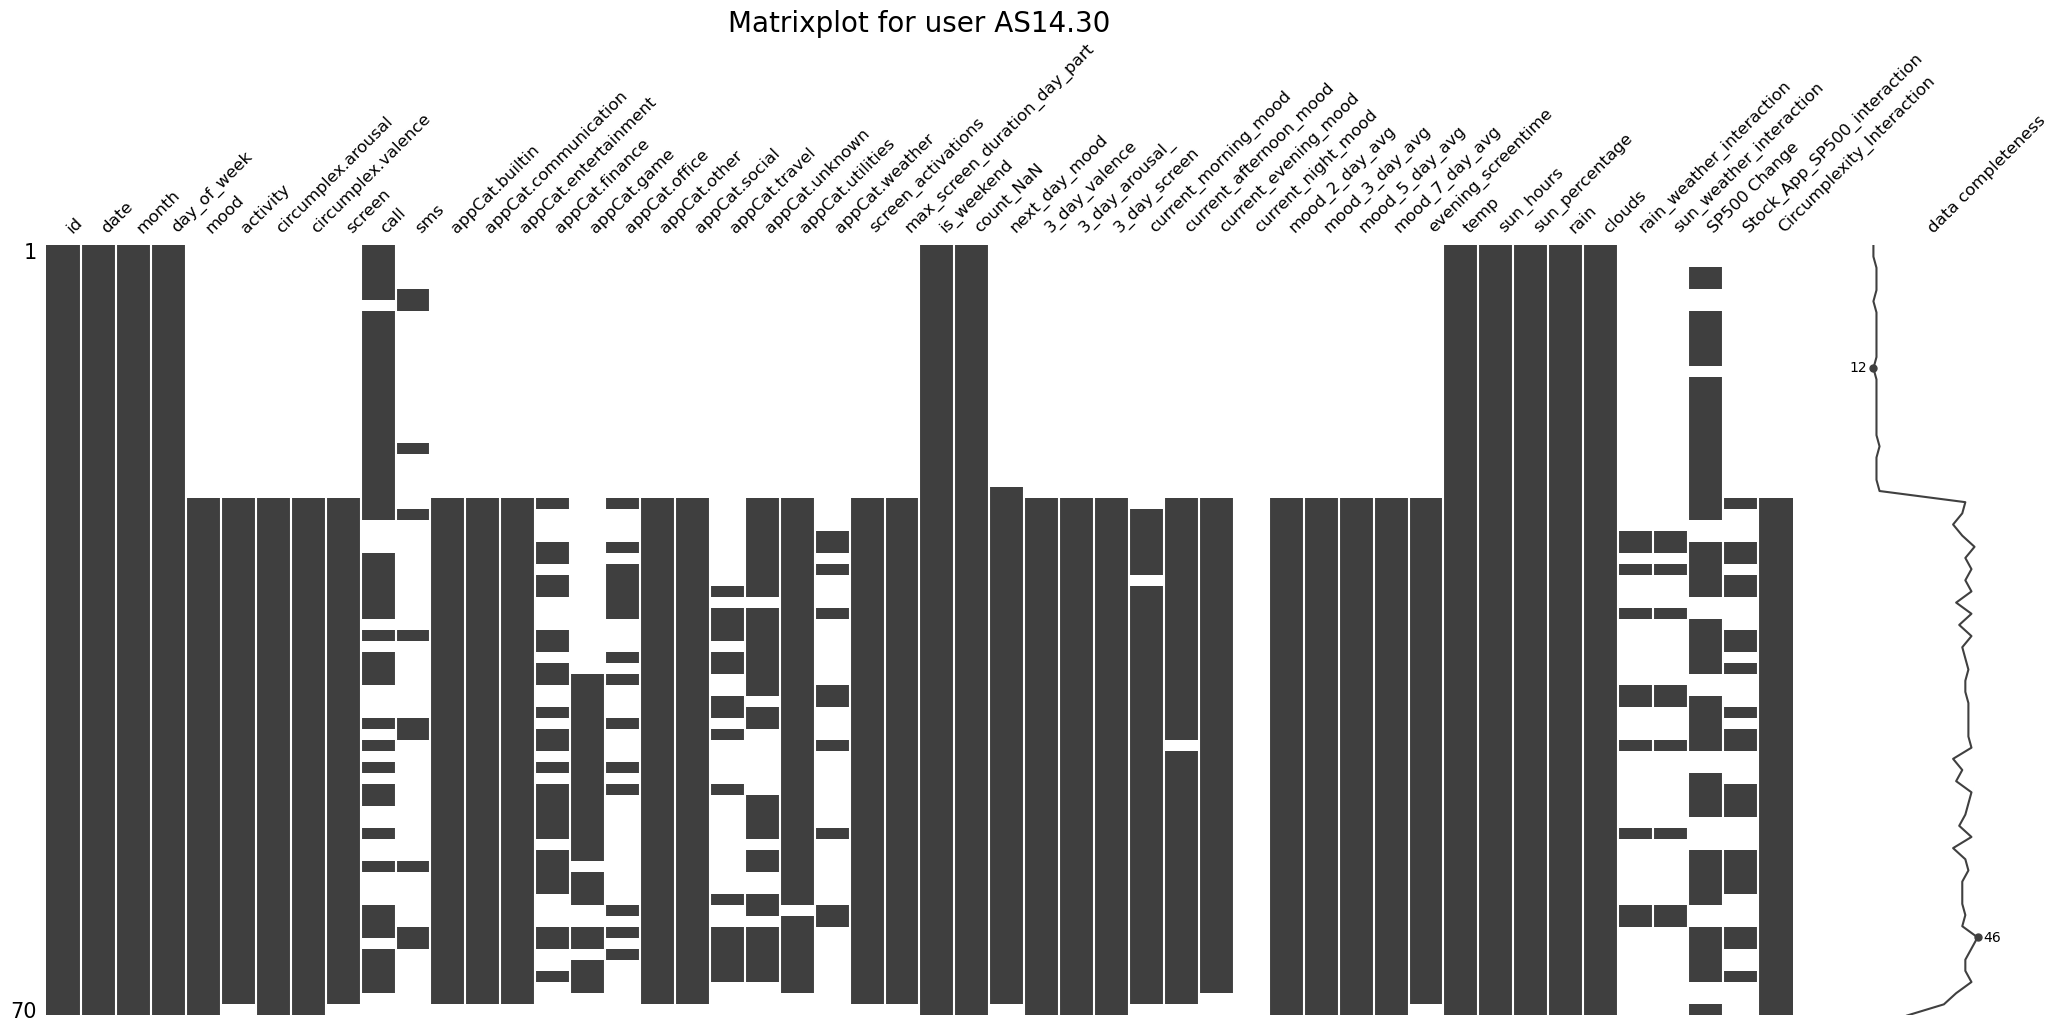 Matrixplot for user AS14.30
id
date
month
day_of_week
mood
activity
circumplex.arousal
circumplex.valence
screen
call
sms
appCat.builtin
appCat.communication
appCat.entertainment
appCat.finance
appCat.game
appCat.office
appCat.other
appCat.social
appCat.travel
appCat.unknown
appCat.utilities
appCat.weather
screen_activations
max_screen_duration_day_part
is_weekend
count_NaN
next_day_mood
3_day_valence
3_day_arousal_
3_day_screen
current_morning_mood
current_afternoon_mood
current_evening_mood
current_night_mood
mood_2_day_avg
mood_3_day_avg
mood_5_day_avg
mood_7_day_avg
evening_screentime
temp
sun_hours
sun_percentage
rain
clouds
rain_weather_interaction
sun_weather_interaction
SP500 Change
Stock_App_SP500_interaction
Circumplexity_Interaction
data completeness
1
12
46
70